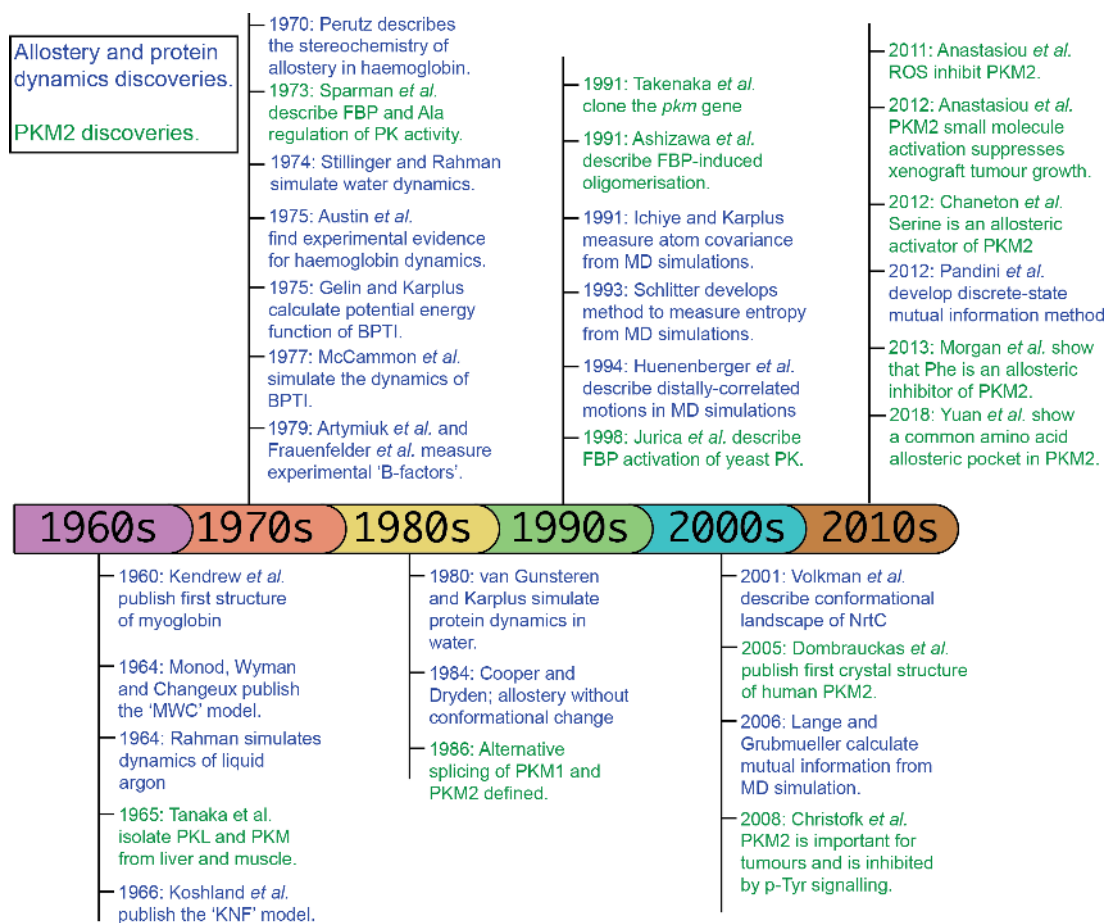 Allostery and protein
dynamics discoveries.
PKM2 discoveries.
1970: Perutz describes
the stereochemistry of
allostery in haemoglobin.
1973: Sparman et al.
describe FBP and Ala
regulation of PK activity.
1974: Stillinger and Rahman
simulate water dynamics.
1975: Austin et al.
find experimental evidence
for haemoglobin dynamics.
1975: Gelin and Karplus
calculate potential energy
function of BPTI.
1977: McCammon et al.
simulate the dynamics of
BPTI.
1979: Artymiuk et al. and
Frauenfelder et al. measure
experimental ‘B-factors’.
1991: Takenaka et al.
clone the pkm gene
1991: Ashizawa et al.
describe FBP-induced
oligomerisation.
1991: Ichiye and Karplus
measure atom covariance
from MD simulations.
1993: Schlitter develops
method to measure entropy
from MD simulations.
1994: Huenenberger et al.
describe distally-correlated
motions in MD simulations
1998: Jurica et al. describe
FBP activation of yeast PK.
2011: Anastasiou et al.
ROS inhibit PKM2.
2012: Anastasiou et al.
PKM2 small molecule
activation suppresses
xenograft tumour growth.
2012: Chaneton et al.
Serine is an allosteric
activator of PKM2
2012: Pandini et al.
develop discrete-state
mutual information method
2013: Morgan et al. show
that Phe is an allosteric
inhibitor of PKM2.
2018: Yuan et al. show
a common amino acid
allosteric pocket in PKM2.
1960s 1970s 1980s 1990s 2000s 2010s
1960: Kendrew et al.
publish first structure
of myoglobin
1964: Monod, Wyman
and Changeux publish
the ‘MWC’ model.
1964: Rahman simulates
dynamics of liquid
argon
1965: Tanaka et al.
isolate PKL and PKM
from liver and muscle.
1966: Koshland et al.
publish the ‘KNF’ model.
1980: van Gunsteren
and Karplus simulate
protein dynamics in
water.
1984: Cooper and
Dryden; allostery without
conformational change
1986: Alternative
splicing of PKM1 and
PKM2 defined.
2001: Volkman et al.
describe conformational
landscape of NrtC
2005: Dombrauckas et al.
publish first crystal structure
of human PKM2.
2006: Lange and
Grubmueller calculate
mutual information from
MD simulation.
2008: Christofk et al.
PKM2 is important for
tumours and is inhibited
by p-Tyr signalling.